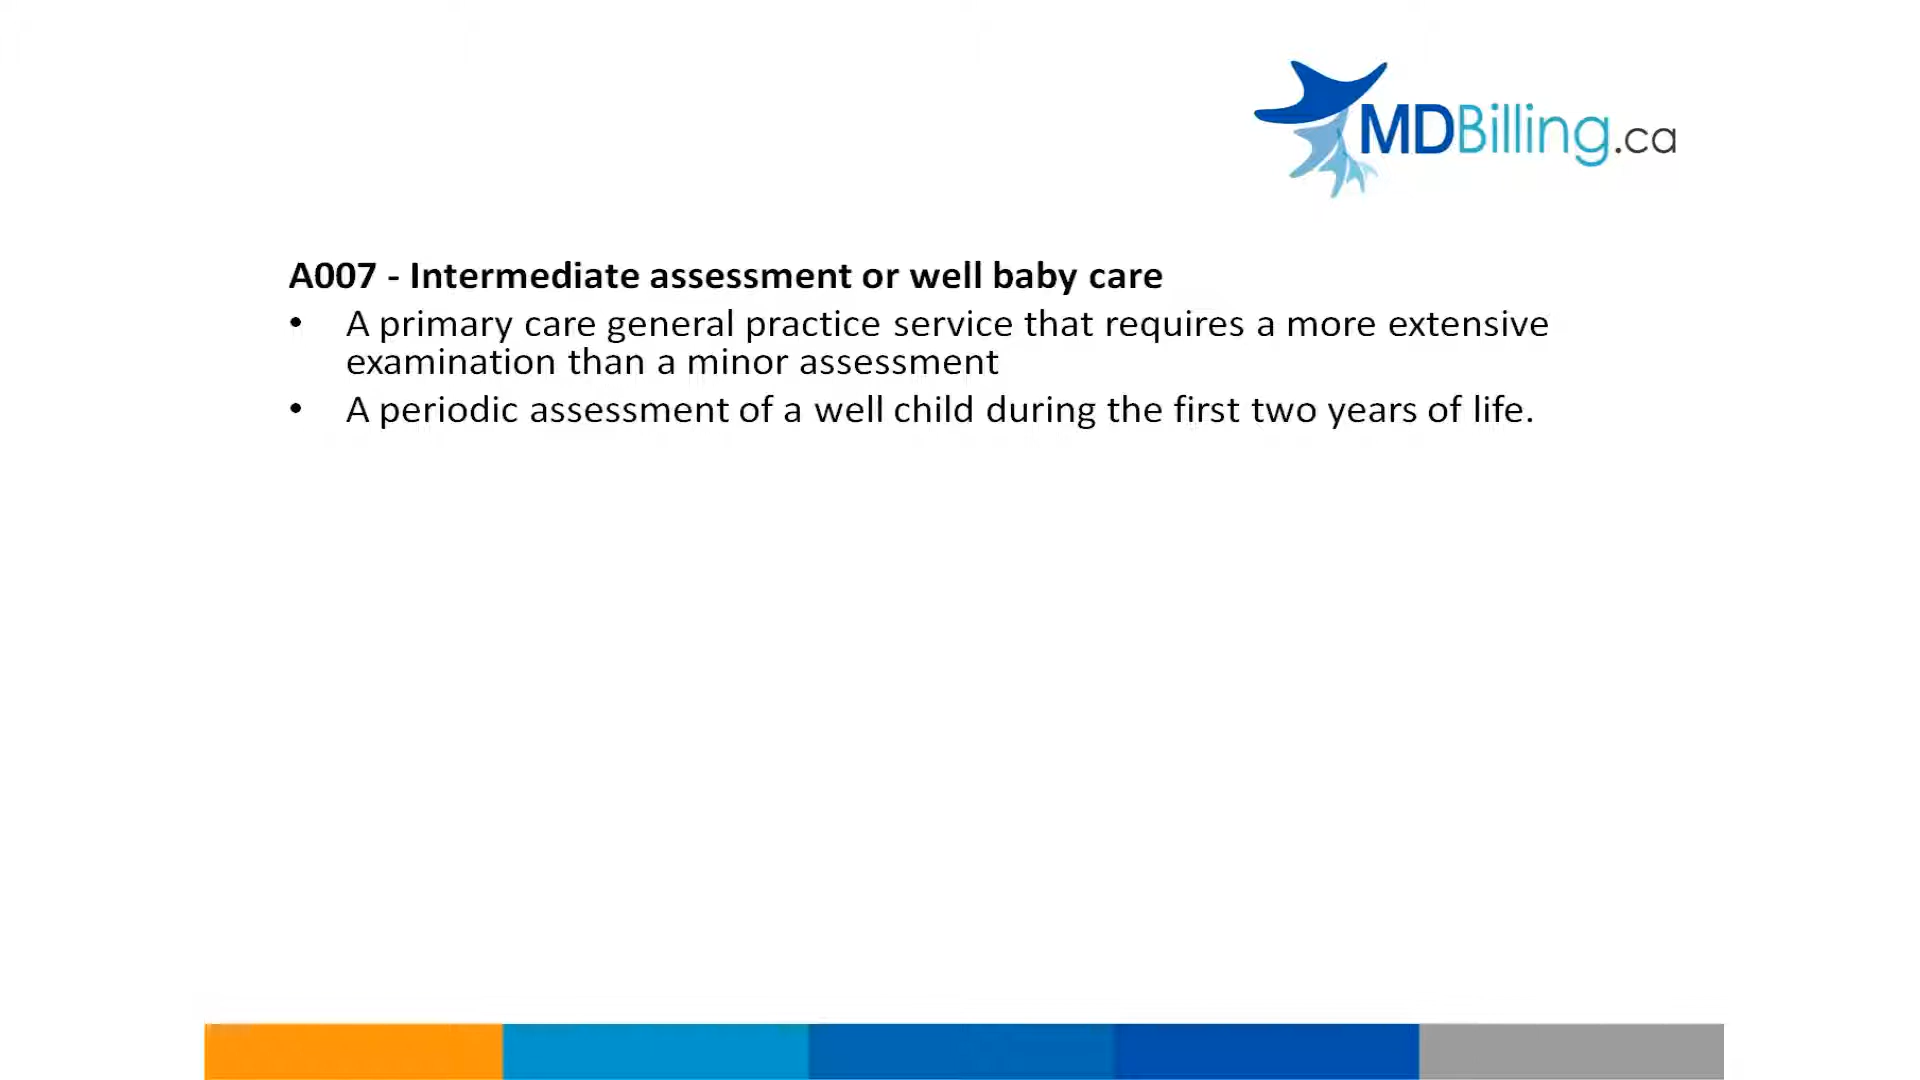 MDBilling.ca
A007 - Intermediate assessment or well baby care
• A primary care general practice service that requires a more extensive
examination than a minor assessment
• A periodic assessment of a well child during the first two years of life.